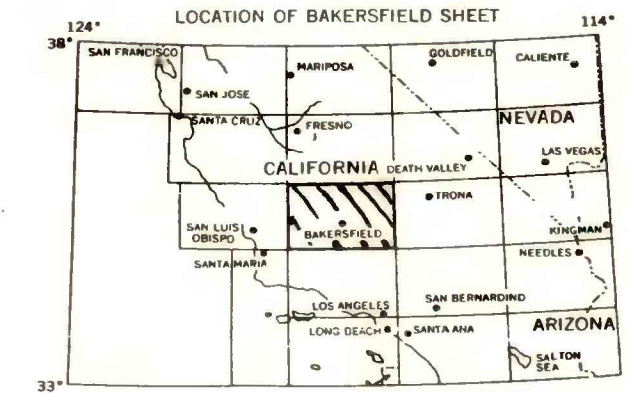 LOCATION OF BAKERSFIELD SHEET
124° 114°
38°
SAN FRANCISCO
MARIPOSA
GOLDFIELD
CALIENTE
SAN JOSE
SANTA CRUZ
FRESNO
NEVADA
CALIFORNIA
DEATH VALLEY
LAS VEGAS
TRONA
SAN LUIS
OBISPO
BAKERSFIELD
KINGMAN
SANTA MARIA
NEEDLES
LOS ANGELES
SAN BERNARDINO
LONG BEACH
SANTA ANA
ARIZONA
SALTON
SEA
33°